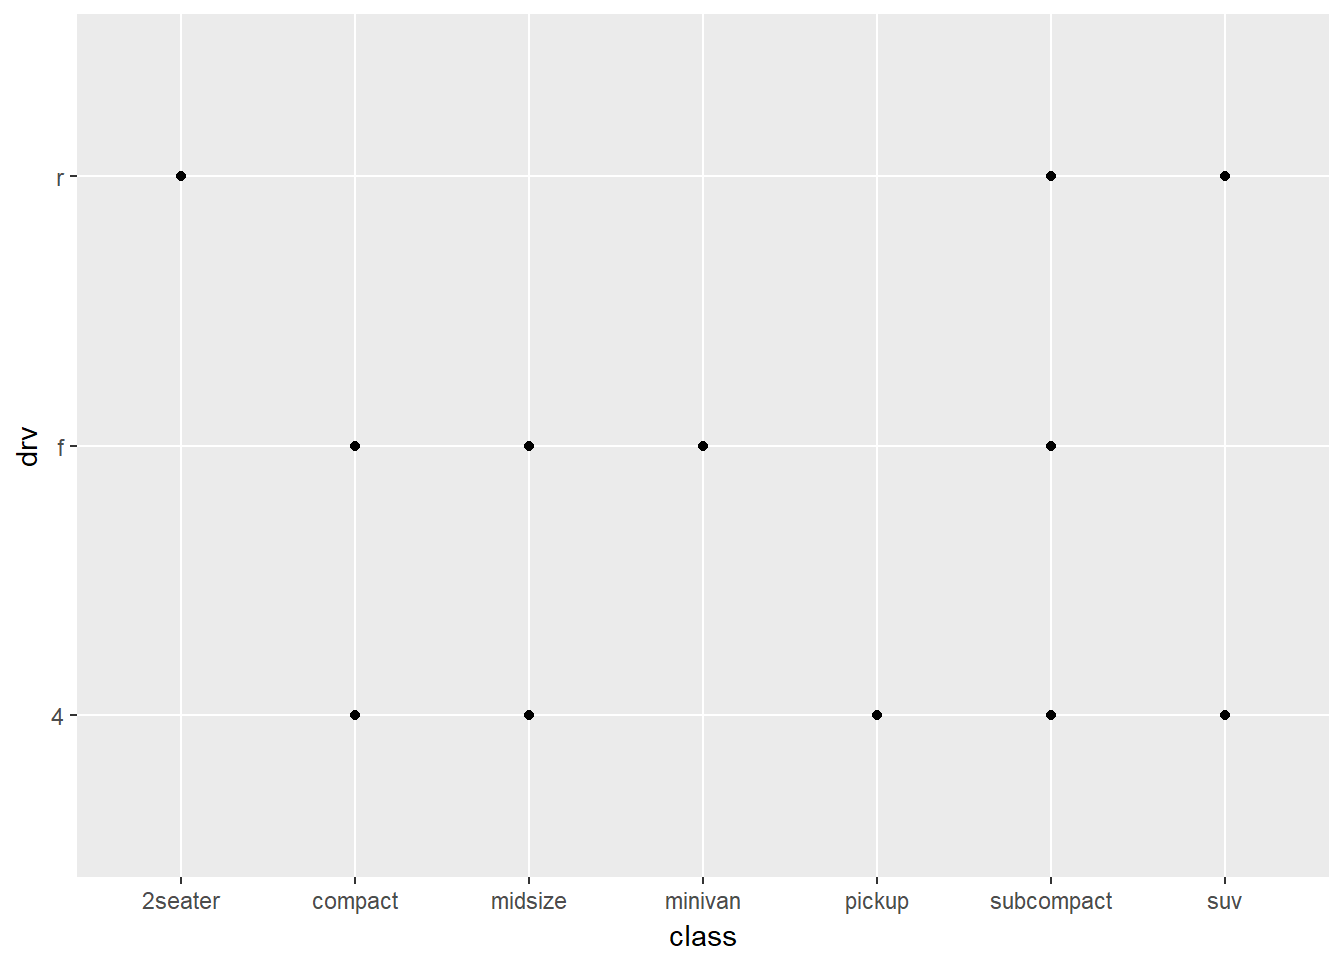 r
f
4
drv
2seater compact midsize minivan pickup subcompact suv
class